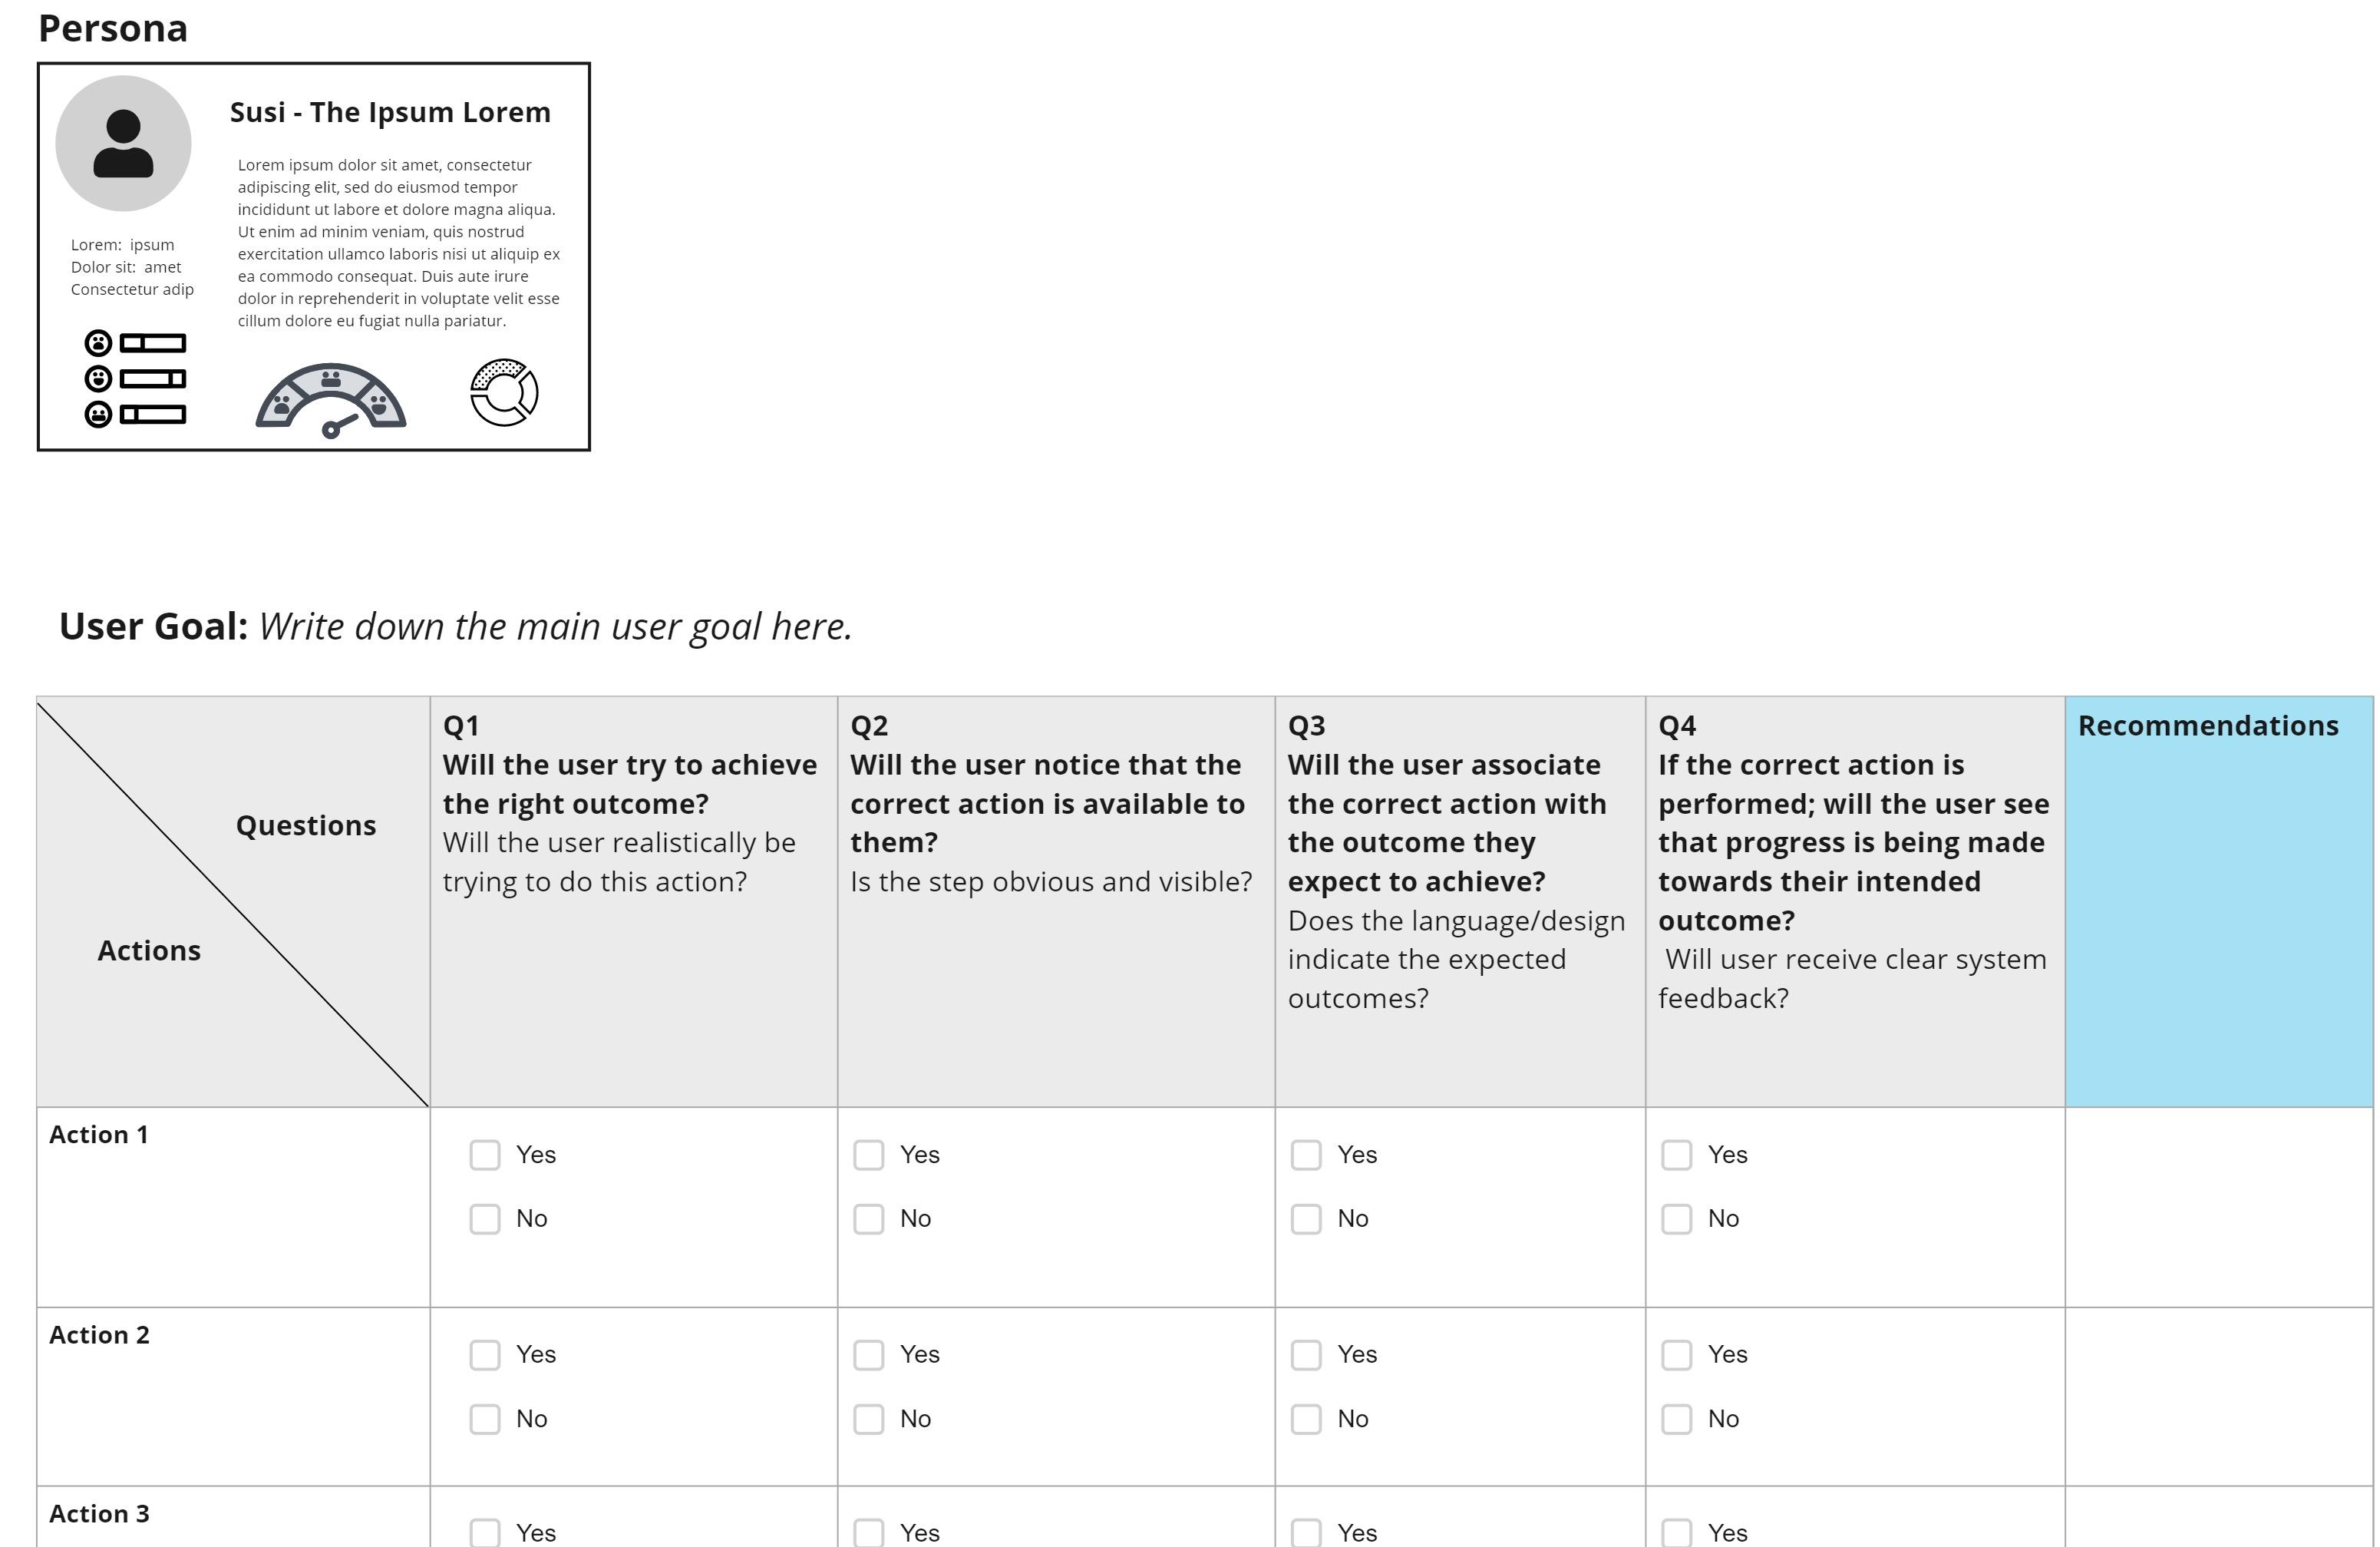 Persona
Susi - The Ipsum Lorem
Lorem ipsum dolor sit amet, consectetur
adipiscing elit, sed do eiusmod tempor
incididunt ut labore et dolore magna aliqua.
Ut enim ad minim veniam, quis nostrud
exercitation ullamco laboris nisi ut aliquip ex
ea commodo consequat. Duis aute irure
dolor in reprehenderit in voluptate velit esse
cillum dolore eu fugiat nulla pariatur.
Lorem:  ipsum
Dolor sit:  amet
Consectetur adip
User Goal: Write down the main user goal here.
Questions
Actions
Q1
Will the user try to achieve
the right outcome?
Will the user realistically be
trying to do this action?
Q2
Will the user notice that the
correct action is available to
them?
Is the step obvious and visible?
Q3
Will the user associate
the correct action with
the outcome they
expect to achieve?
Does the language/design
indicate the expected
outcomes?
Q4
If the correct action is
performed; will the user see
that progress is being made
towards their intended
outcome?
Will user receive clear system
feedback?
Recommendations
Action 1
Yes
No
Yes
No
Yes
No
Yes
No
Action 2
Yes
No
Yes
No
Yes
No
Yes
No
Action 3
Yes
Yes
Yes
Yes